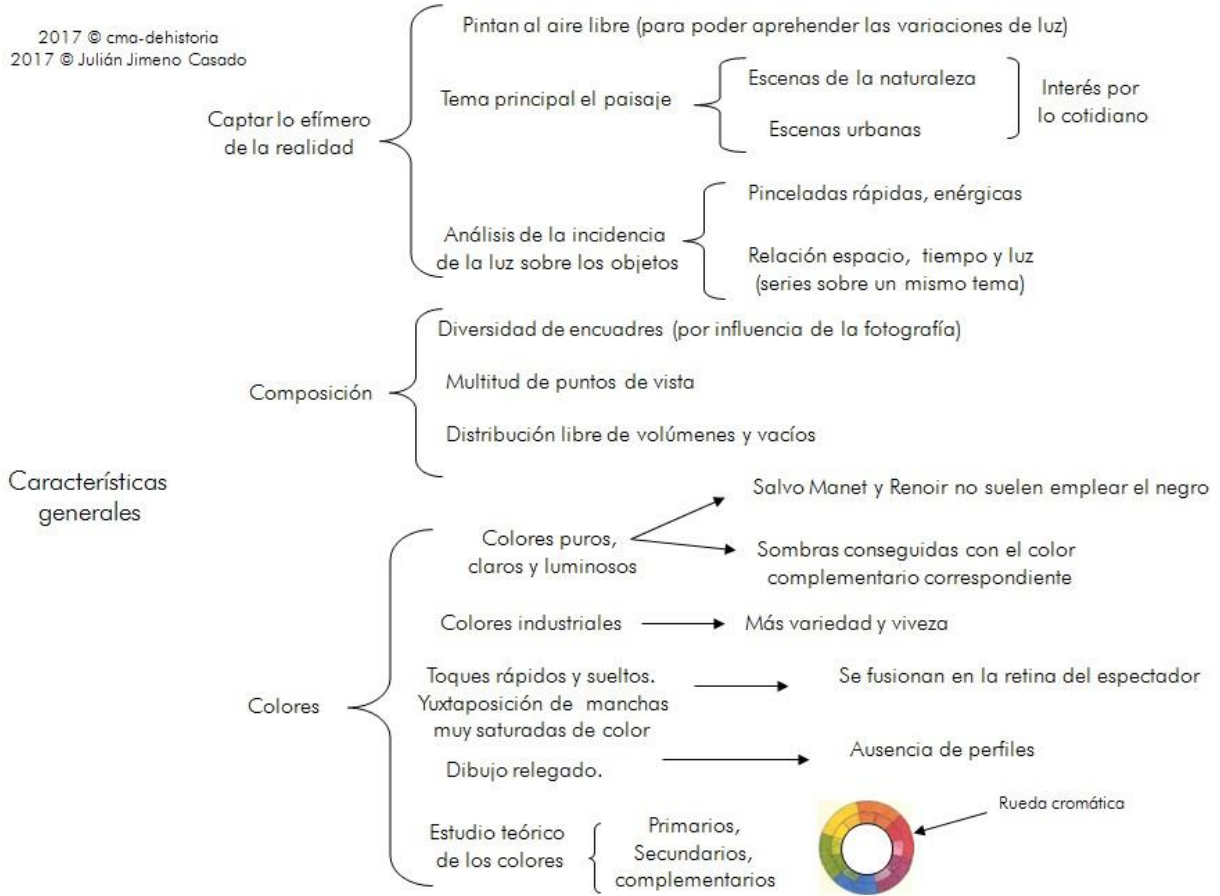 2017 © cma-dehistoria
2017 © Julián Jimeno Casado
Características
generales
Captar lo efímero
de la realidad
Pintan al aire libre (para poder aprehender las variaciones de luz)
Tema principal el paisaje
Escenas de la naturaleza
Escenas urbanas
Interés por
lo cotidiano
Análisis de la incidencia
de la luz sobre los objetos
Pinceladas rápidas, enérgicas
Relación espacio, tiempo y luz
(series sobre un mismo tema)
Composición
Diversidad de encuadres (por influencia de la fotografía)
Multitud de puntos de vista
Distribución libre de volúmenes y vacíos
Colores
Colores puros,
claros y luminosos
Salvo Manet y Renoir no suelen emplear el negro
Sombras conseguidas con el color
complementario correspondiente
Colores industriales
Más variedad y viveza
Toques rápidos y sueltos.
Yuxtaposición de manchas
muy saturadas de color
Se fusionan en la retina del espectador
Dibujo relegado.
Ausencia de perfiles
Estudio teórico
de los colores
Primarios,
Secundarios,
complementarios
Rueda cromática